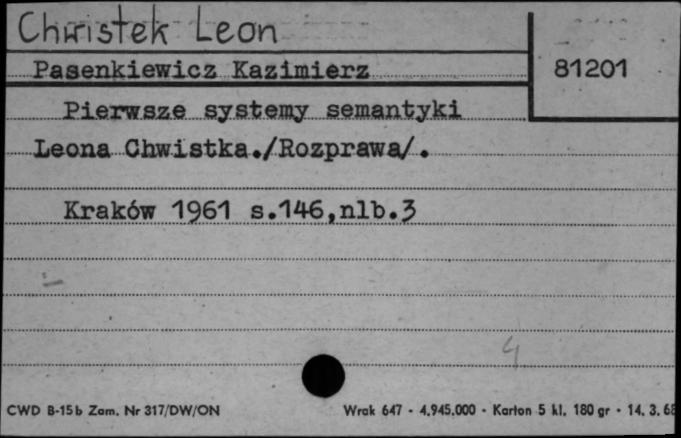 Chwistek Leon
Pasenkiewicz Kazimierz
81201
Pierwsze systemy semantyki
Leona Chwistka./Rozprawa/.
Kraków 1961 s.146,nlb.3
4
CWD B-15b Zam. Nr 317/DW/ON
Wrak 647 - 4.945.000 - Karton 5 kl. 180 gr - 14. 3. 68